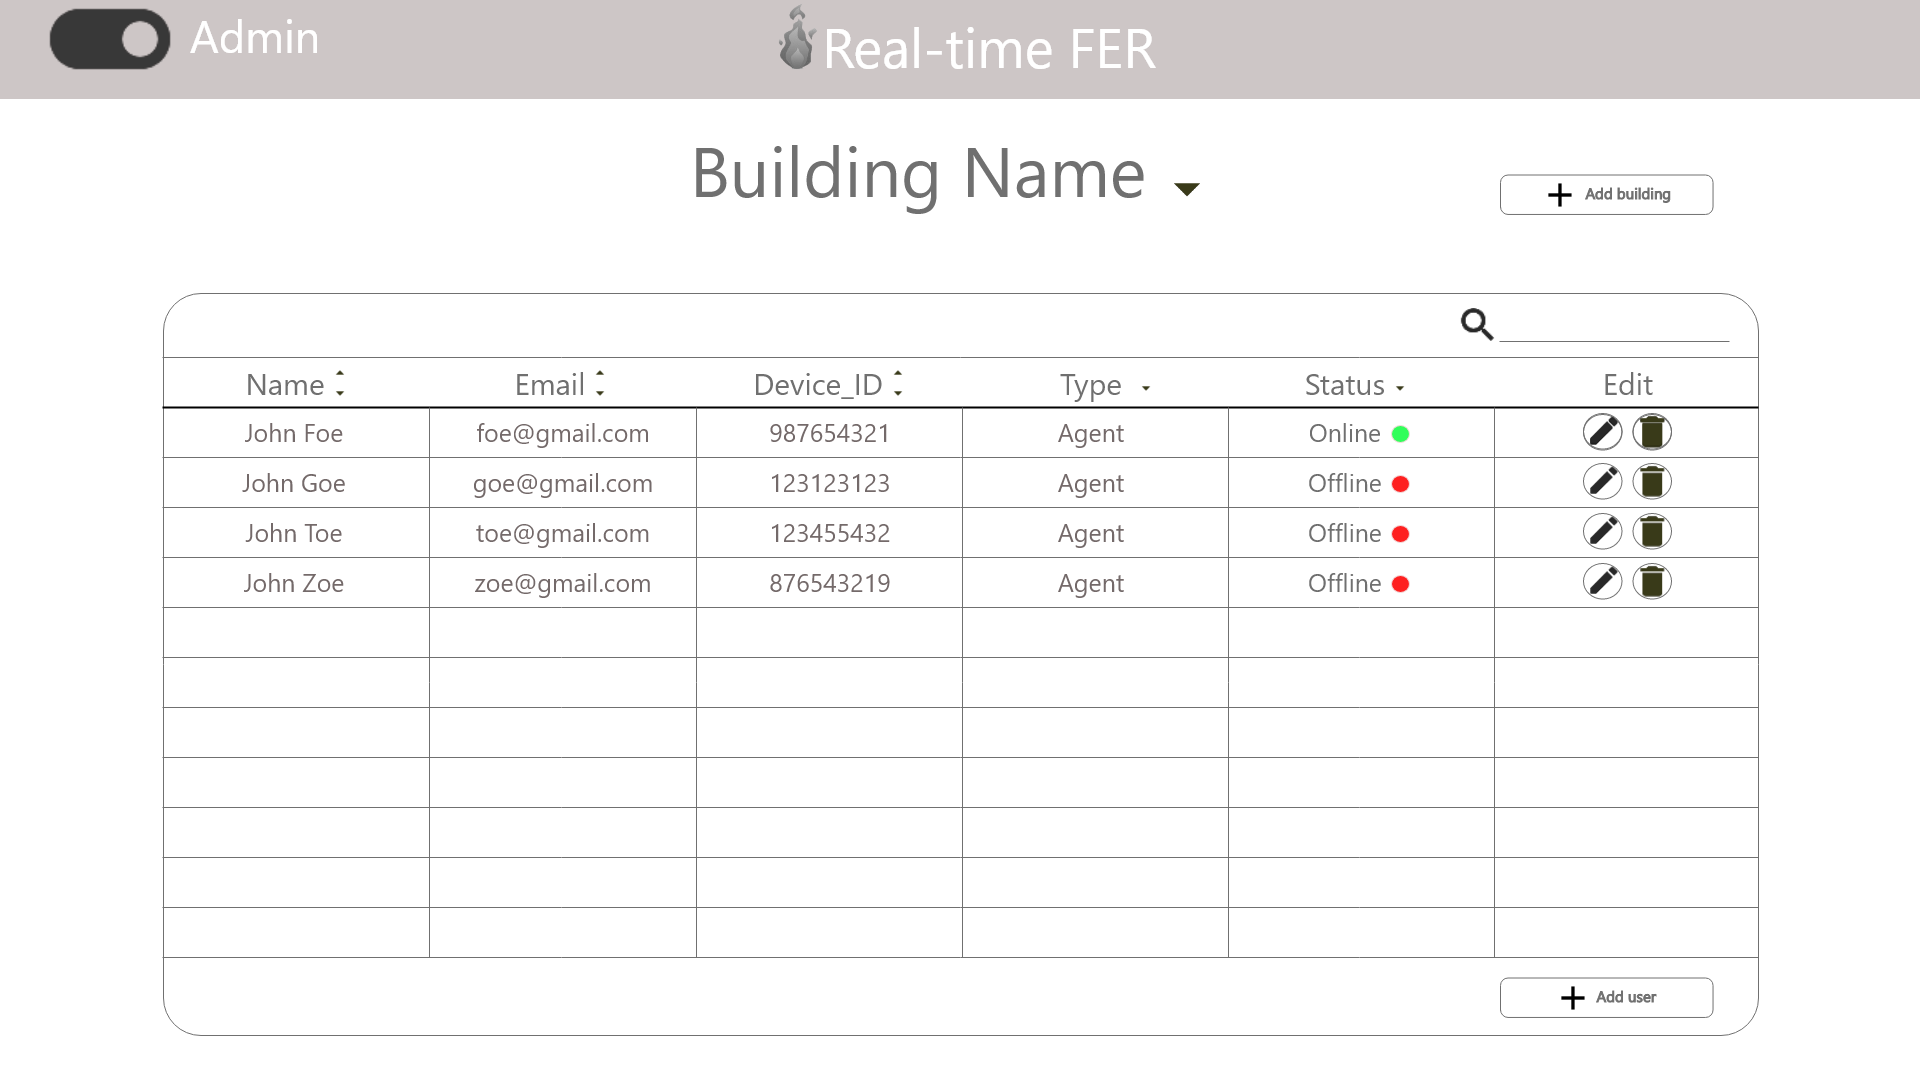 Admin
Real-time FER
Building Name
Add building
Name Email Device_ID Type Status Edit
John Foe foe@gmail.com 987654321 Agent Online
John Goe goe@gmail.com 123123123 Agent Offline
John Toe toe@gmail.com 123455432 Agent Offline
John Zoe zoe@gmail.com 876543219 Agent Offline
Add user